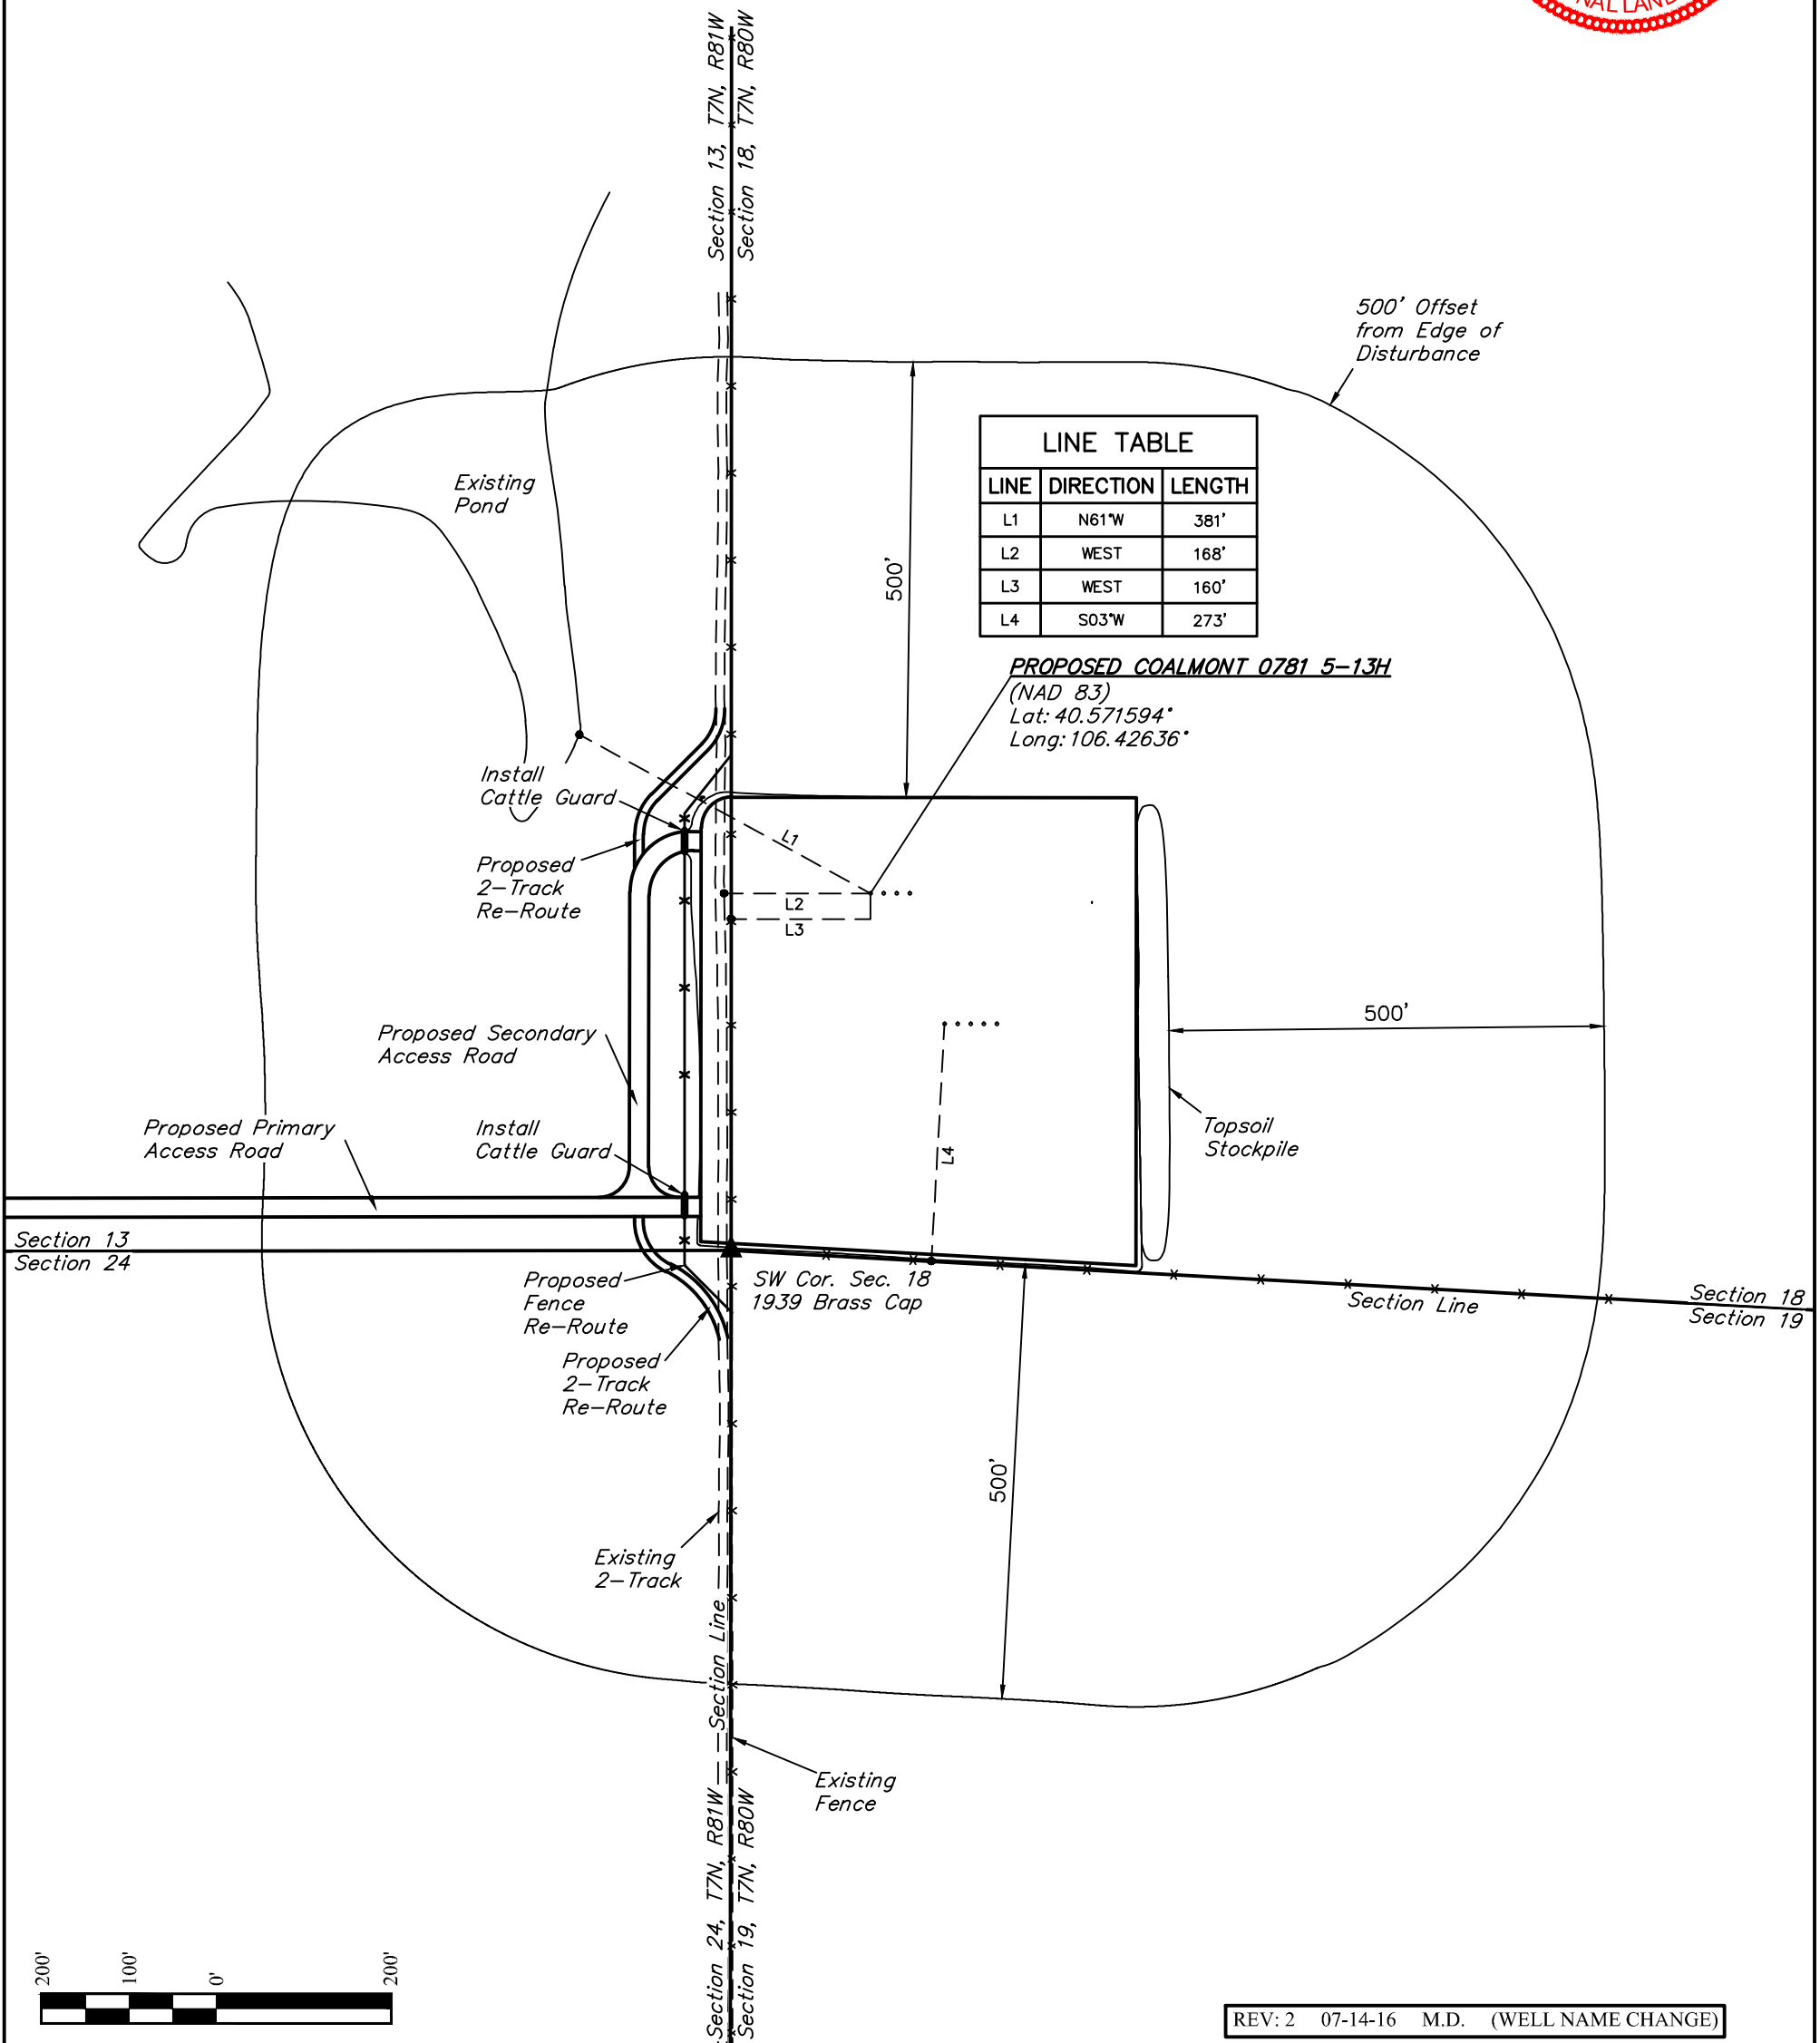 NAL LAND
Section 13, T7N, R81W
Section 18, T7N, R80W
500' Offset
from Edge of
Disturbance
LINE TABLE
LINE DIRECTION LENGTH
L1 N61°W 381'
L2 WEST 168'
L3 WEST 160'
L4 S03°W 273'
Existing
Pond
500'
PROPOSED COALMONT 0781 5-13H
(NAD 83)
Lat: 40.571594°
Long: 106.42636°
Install
Cattle Guard
L1
Proposed
2-Track
Re-Route
L2
L3
500'
Proposed Secondary
Access Road
Proposed Primary
Access Road
Install
Cattle Guard
L4
Topsoil
Stockpile
Section 13
Section 24
Proposed
Fence
Re-Route
SW Cor. Sec. 18
1939 Brass Cap
Section Line
Section 18
Section 19
Proposed
2-Track
Re-Route
500'
Existing
2-Track
Section Line
Existing
Fence
Section 24, T7N, R81W
Section 19, T7N, R80W
200' 100' 0' 200'
REV: 2 07-14-16 M.D. (WELL NAME CHANGE)